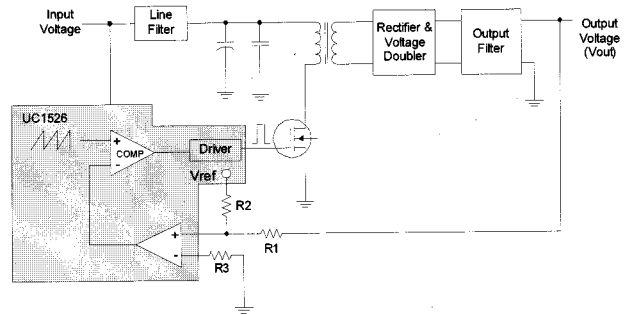 Input
Voltage
Line
Filter
Rectifier &
Voltage
Doubler
Output
Filter
Output
Voltage
(Vout)
UC1526
+
COMP
-
Driver
Vref
R2
+
R1
-
R3